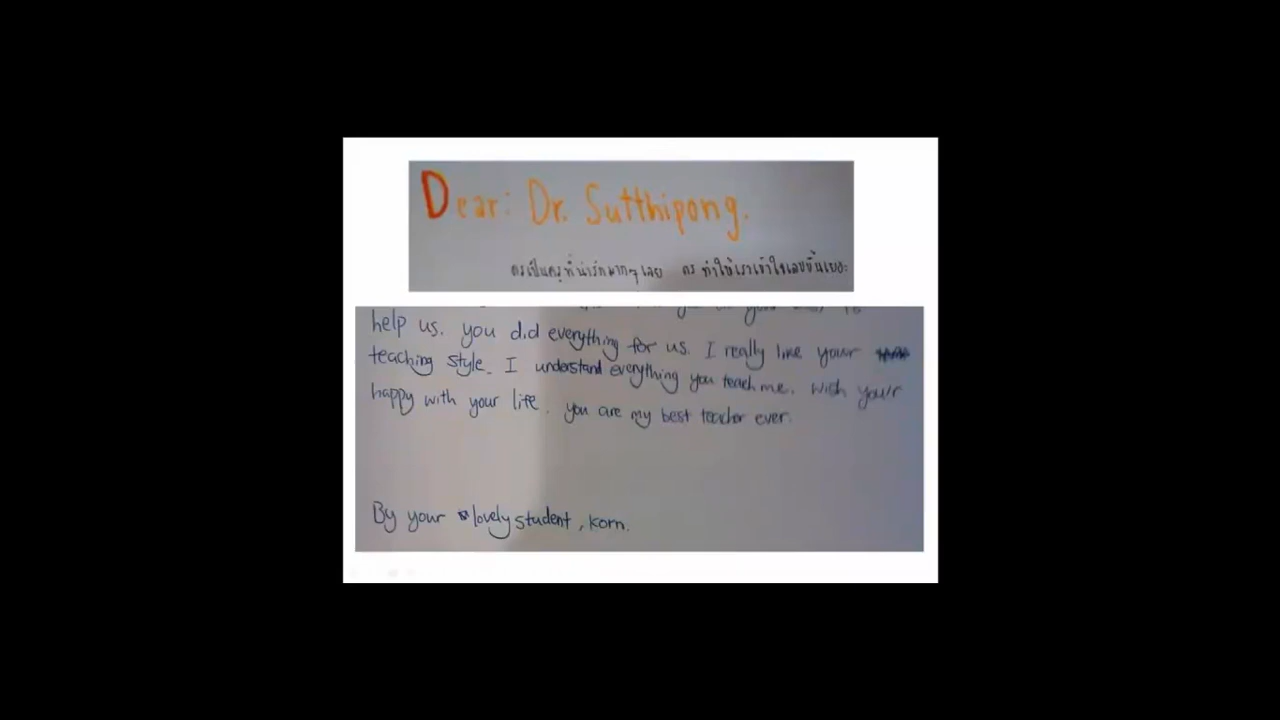 Dear: Dr. Sutthipong.
ดรเป็นครูที่น่ารักมากๆเลย ดร ทำให้เราเข้าใจเลขขึ้นเยอะ
help us. you did everything for us. I really like your
teaching style. I understand everything you teach me. wish your
happy with your life. you are my best teacher ever.
By your lovely student, korn.